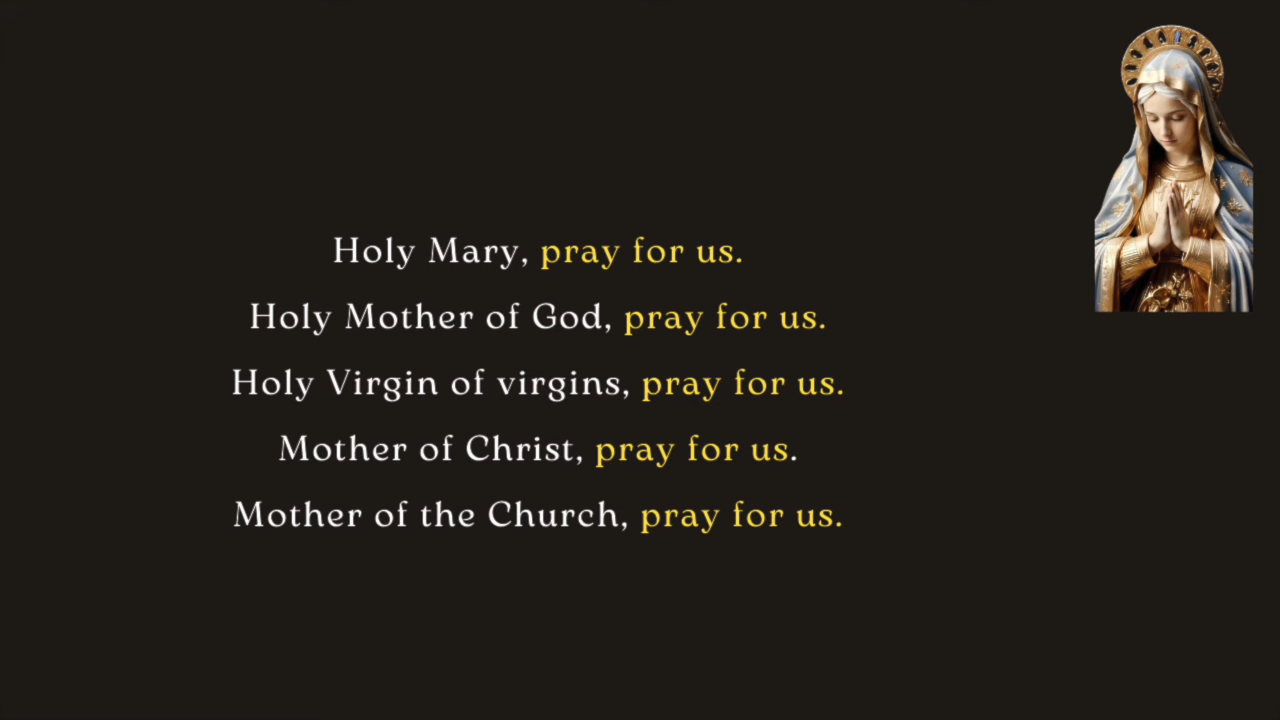 Holy Mary, pray for us.
Holy Mother of God, pray for us.
Holy Virgin of virgins, pray for us.
Mother of Christ, pray for us.
Mother of the Church, pray for us.